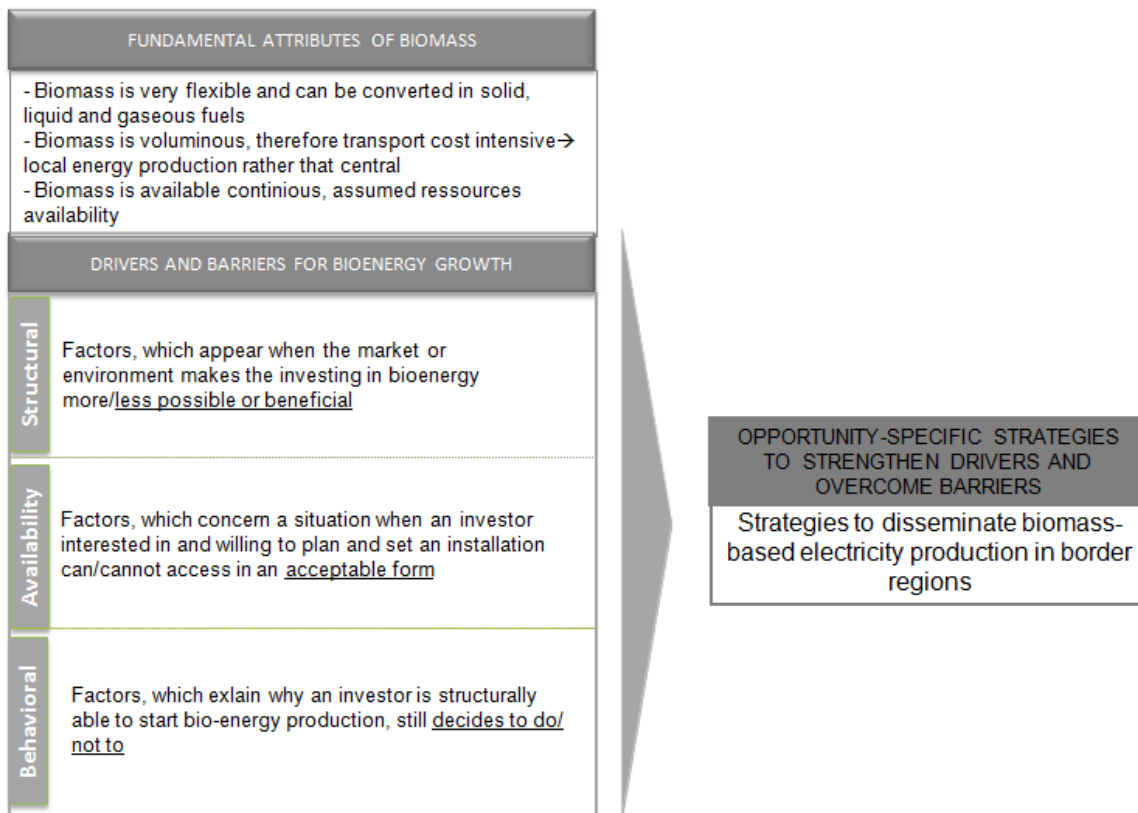 FUNDAMENTAL ATTRIBUTES OF BIOMASS
- Biomass is very flexible and can be converted in solid,
liquid and gaseous fuels
- Biomass is voluminous, therefore transport cost intensive→
local energy production rather that central
- Biomass is available continious, assumed ressources
availability
DRIVERS AND BARRIERS FOR BIOENERGY GROWTH
Structural
Factors, which appear when the market or
environment makes the investing in bioenergy
more/less possible or beneficial
Availability
Factors, which concern a situation when an investor
interested in and willing to plan and set an installation
can/cannot access in an acceptable form
Behavioral
Factors, which exlain why an investor is structurally
able to start bio-energy production, still decides to do/
not to
OPPORTUNITY-SPECIFIC STRATEGIES
TO STRENGTHEN DRIVERS AND
OVERCOME BARRIERS
Strategies to disseminate biomass-
based electricity production in border
regions